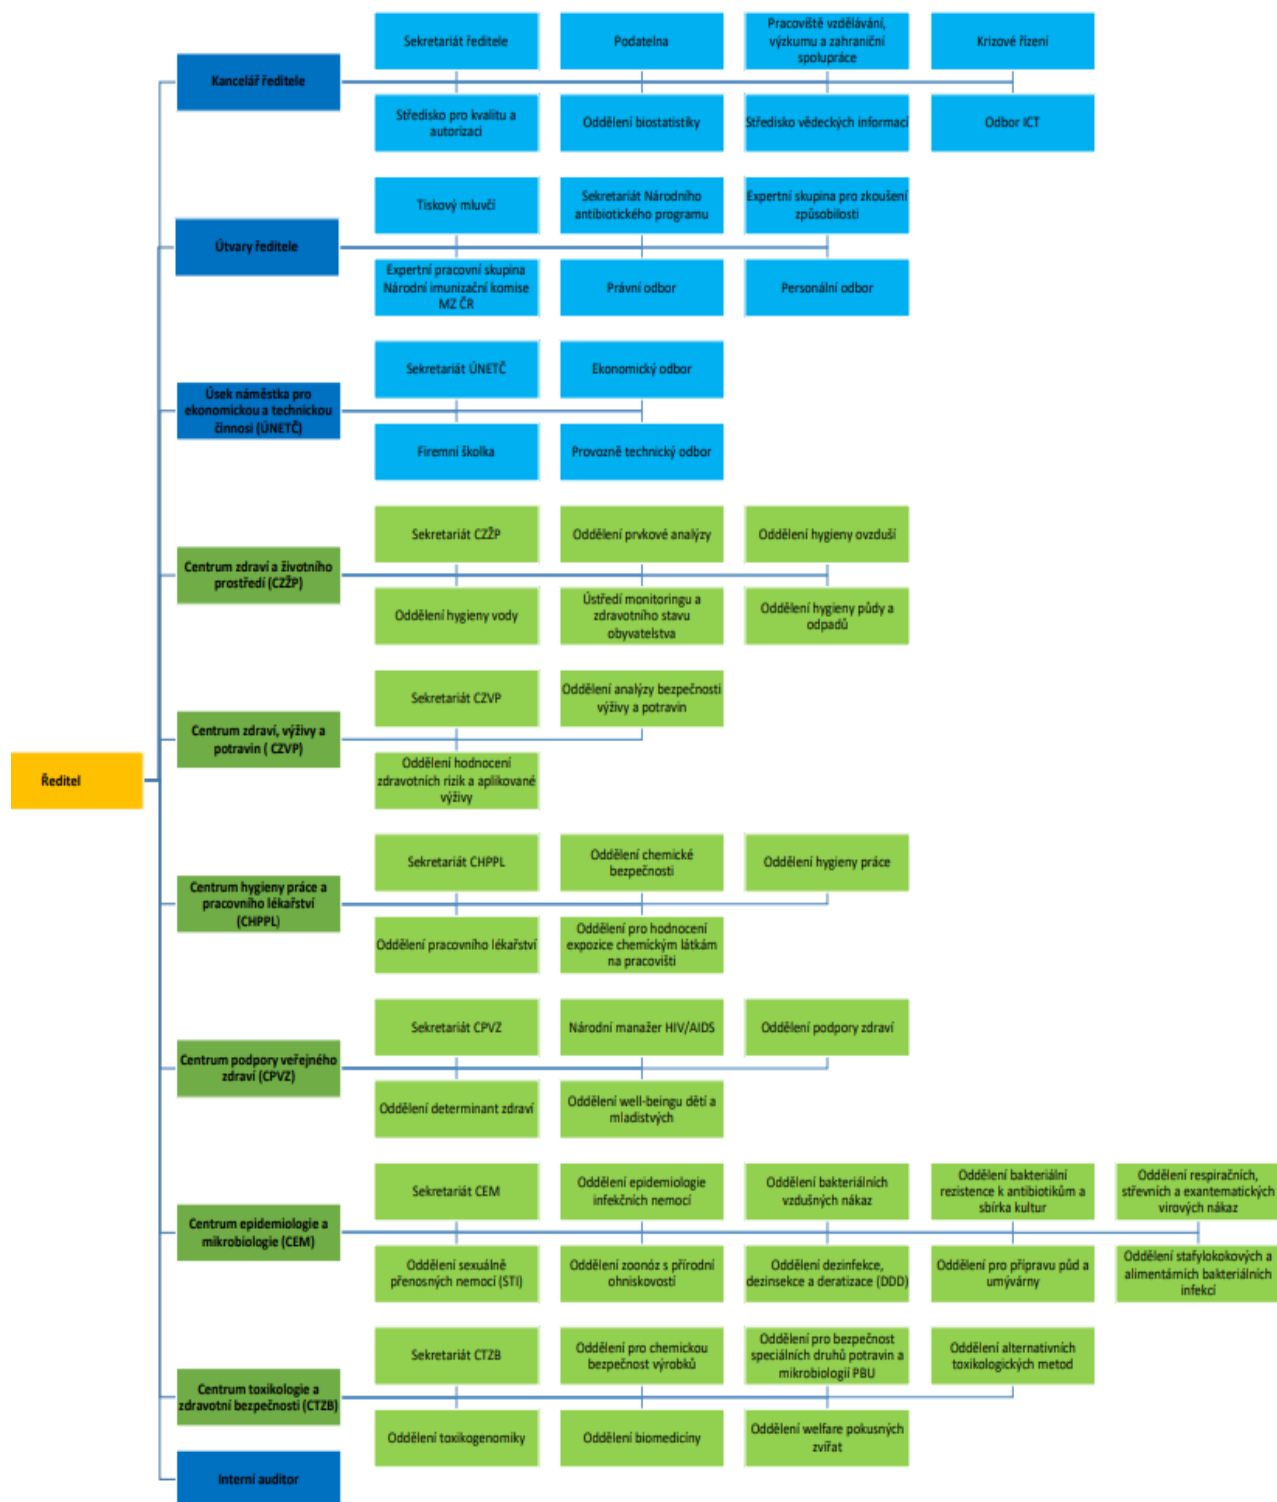 Sekretariát ředitele
Podatelna
Pracoviště vzdělávání,
výzkumu a zahraniční
spolupráce
Krizové řízení
Kancelář ředitele
Středisko pro kvalitu a
autorizaci
Oddělení biostatistiky
Středisko vědeckých informací
Odbor ICT
Tiskový mluvčí
Sekretariát Národního
antibiotického programu
Expertní skupina pro zkoušení
způsobilosti
Útvary ředitele
Expertní pracovní skupina
Národní imunizační komise
MZ ČR
Právní odbor
Personální odbor
Sekretariát ÚNETČ
Ekonomický odbor
Úsek náměstka pro
ekonomickou a technickou
činnosi (ÚNETČ)
Firemní školka
Provozně technický odbor
Sekretariát CZŽP
Oddělení prvkové analýzy
Oddělení hygieny ovzduší
Centrum zdraví a životního
prostředí (CZŽP)
Oddělení hygieny vody
Ústředí monitoringu a
zdravotního stavu
obyvatelstva
Oddělení hygieny půdy a
odpadů
Sekretariát CZVP
Oddělení analýzy bezpečnosti
výživy a potravin
Centrum zdraví, výživy a
potravin ( CZVP)
Oddělení hodnocení
zdravotních rizik a aplikované
výživy
Ředitel
Sekretariát CHPPL
Oddělení chemické
bezpečnosti
Oddělení hygieny práce
Centrum hygieny práce a
pracovního lékařství
(CHPPL)
Oddělení pracovního lékařství
Oddělení pro hodnocení
expozice chemickým látkám
na pracovišti
Sekretariát CPVZ
Národní manažer HIV/AIDS
Oddělení podpory zdraví
Centrum podpory veřejného
zdraví (CPVZ)
Oddělení determinant zdraví
Oddělení well-beingu dětí a
mladistvých
Sekretariát CEM
Oddělení epidemiologie
infekčních nemocí
Oddělení bakteriálních
vzdušných nákaz
Oddělení bakteriální
rezistence k antibiotikům a
sbírka kultur
Oddělení respiračních,
střevních a exantematických
virových nákaz
Centrum epidemiologie a
mikrobiologie (CEM)
Oddělení sexuálně
přenosných nemocí (STI)
Oddělení zoonóz s přírodní
ohniskovostí
Oddělení dezinfekce,
dezinsekce a deratizace (DDD)
Oddělení pro přípravu půd a
umývárny
Oddělení stafylokokových a
alimentárních bakteriálních
infekcí
Sekretariát CTZB
Oddělení pro chemickou
bezpečnost výrobků
Oddělení pro bezpečnost
speciálních druhů potravin a
mikrobiologii PBU
Oddělení alternativních
toxikologických metod
Centrum toxikologie a
zdravotní bezpečnosti (CTZB)
Oddělení toxikogenomiky
Oddělení biomedicíny
Oddělení welfare pokusných
zvířat
Interní auditor